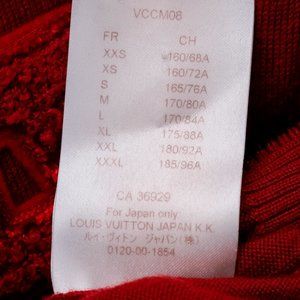 VCCM08
FR CH
XXS 160/68A
XS 160/72A
S 165/76A
M 170/80A
L 170/84A
XL 175/88A
XXL 180/92A
XXXL 185/96A
CA 36929
For Japan only
LOUIS VUITTON JAPAN K.K.
ルイ・ヴィトン ジャパン(株)
0120-00-1854